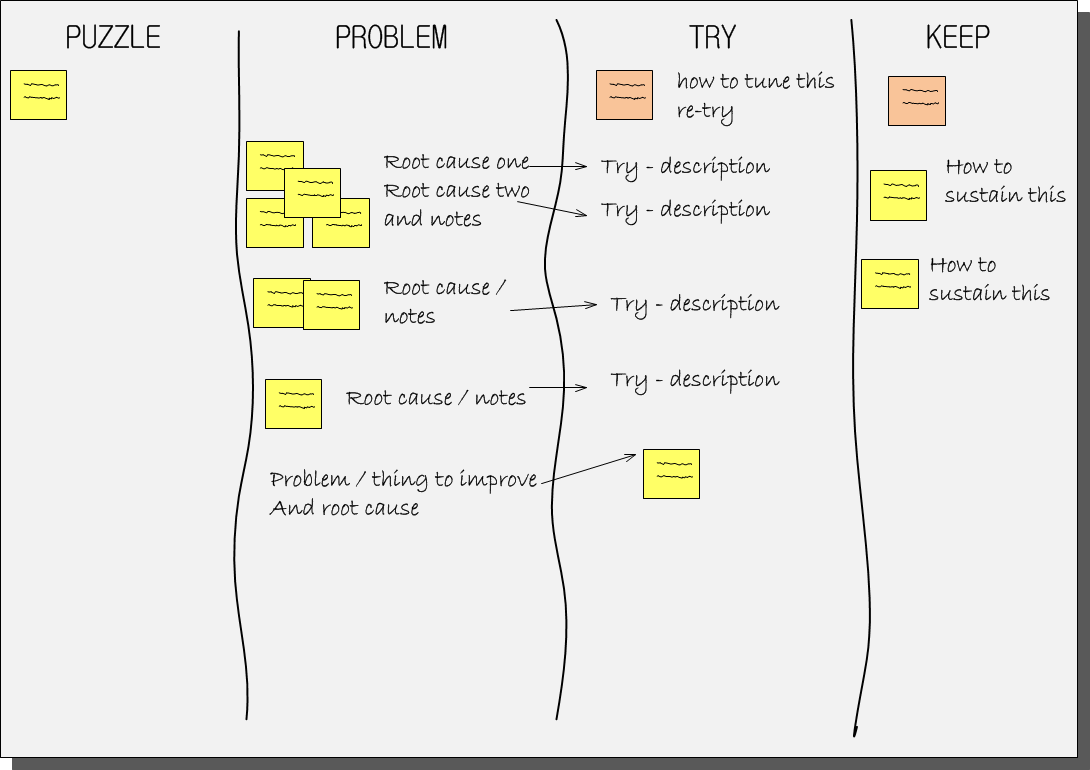 PUZZLE
PROBLEM
TRY
KEEP
how to tune this
re-try
Root cause one
Root cause two
and notes
Try - description
Try - description
How to
sustain this
Root cause /
notes
Try - description
How to
sustain this
Root cause / notes
Try - description
Problem / thing to improve
And root cause